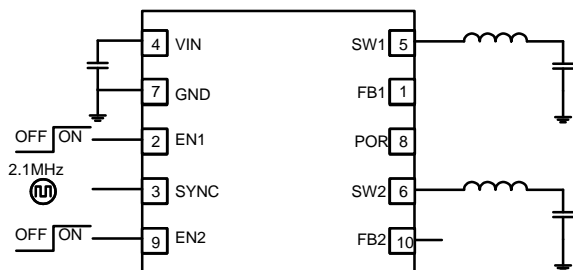 4 VIN SW1 5
7 GND FB1 1
OFF ON 2 EN1 POR 8
2.1MHz
3 SYNC SW2 6
OFF ON 9 EN2 FB2 10